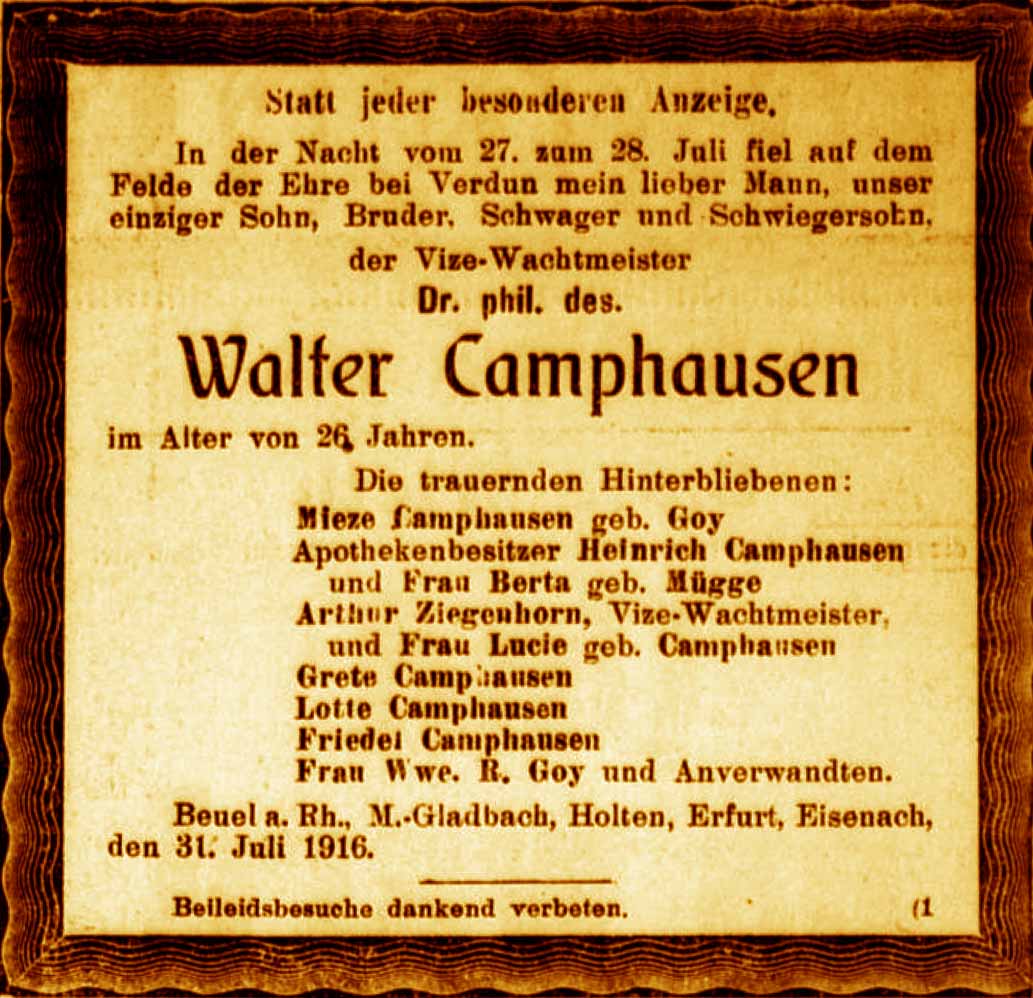 Statt jeder besonderen Anzeige.
In der Nacht vom 27. zum 28. Juli fiel auf dem
Felde der Ehre bei Verdun mein lieber Mann, unser
einziger Sohn, Bruder, Schwager und Schwiegersohn,
der Vize-Wachtmeister
Dr. phil. des.
Walter Camphausen
im Alter von 26 Jahren.
Die trauernden Hinterbliebenen:
Mieze Camphausen geb. Goy
Apothekenbesitzer Heinrich Camphausen
und Frau Berta geb. Mügge
Arthur Ziegenhorn, Vize-Wachtmeister,
und Frau Lucie geb. Camphausen
Grete Camphausen
Lotte Camphausen
Friedel Camphausen
Frau Wwe. R. Goy und Anverwandten.
Beuel a. Rh., M.-Gladbach, Holten, Erfurt, Eisenach,
den 31. Juli 1916.
Beileidsbesuche dankend verbeten. (1